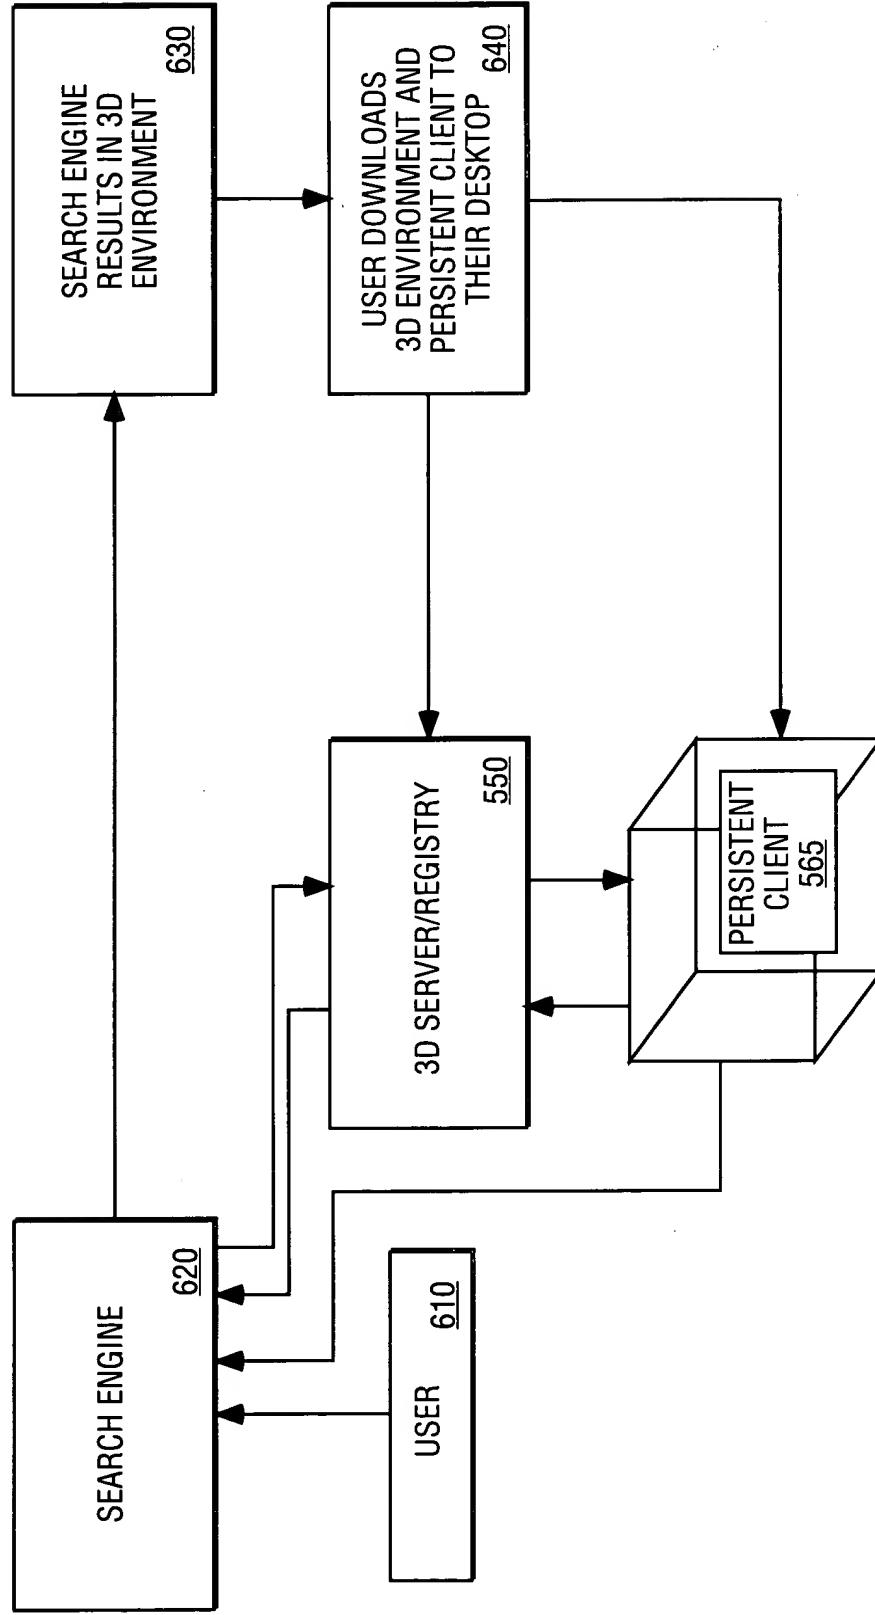 SEARCH ENGINE
620
SEARCH ENGINE
RESULTS IN 3D
ENVIRONMENT
630
USER
610
3D SERVER/REGISTRY
550
USER DOWNLOADS
3D ENVIRONMENT AND
PERSISTENT CLIENT TO
THEIR DESKTOP
640
PERSISTENT
CLIENT
565